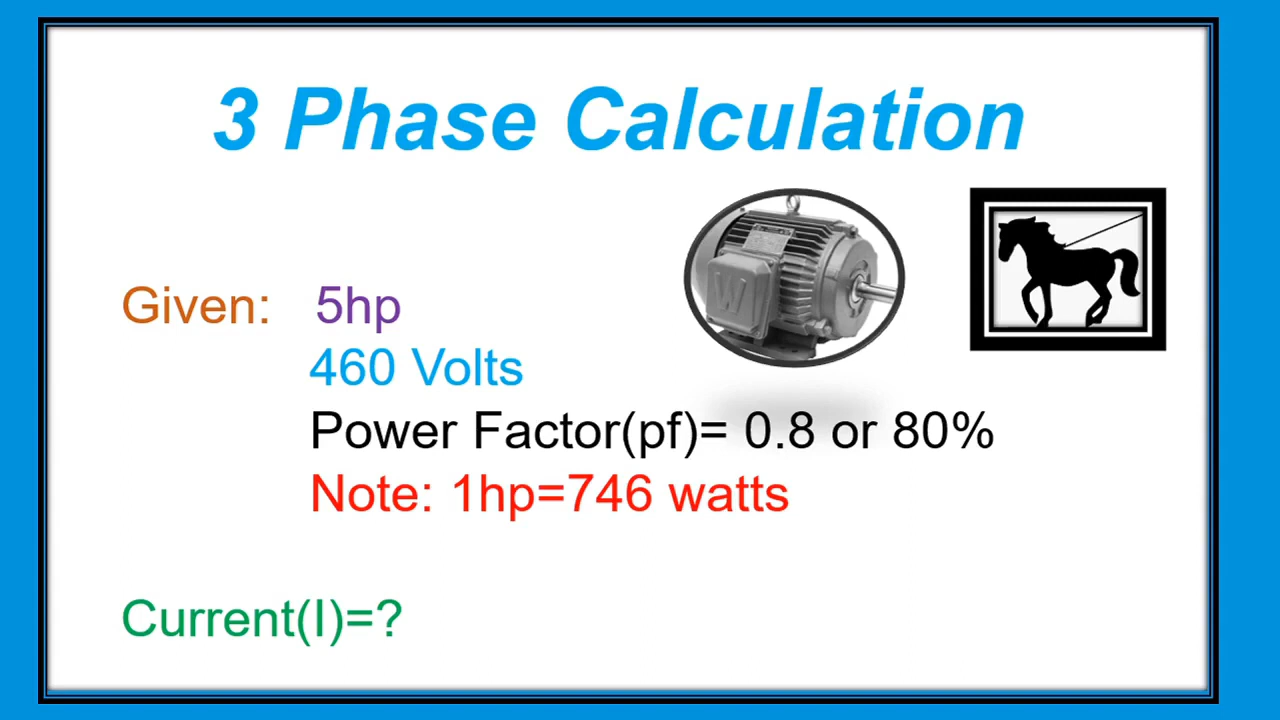 3 Phase Calculation
Given: 5hp
460 Volts
Power Factor(pf)= 0.8 or 80%
Note: 1hp=746 watts
Current(I)=?
W